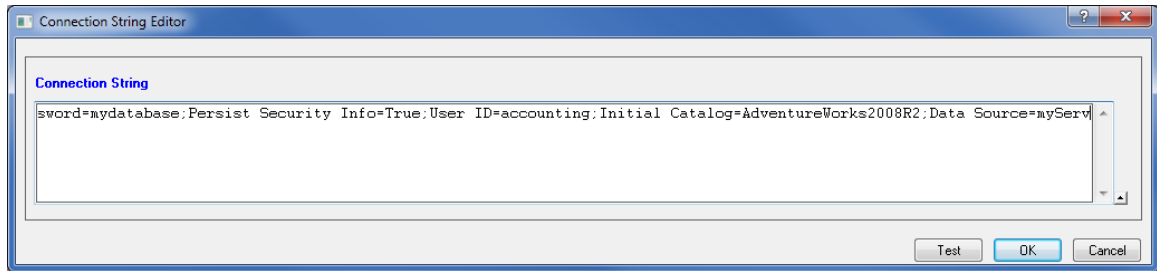 Connection String Editor
?
X
Connection String
sword=mydatabase;Persist Security Info=True;User ID=accounting;Initial Catalog=AdventureWorks2008R2;Data Source=myServ
Test OK Cancel